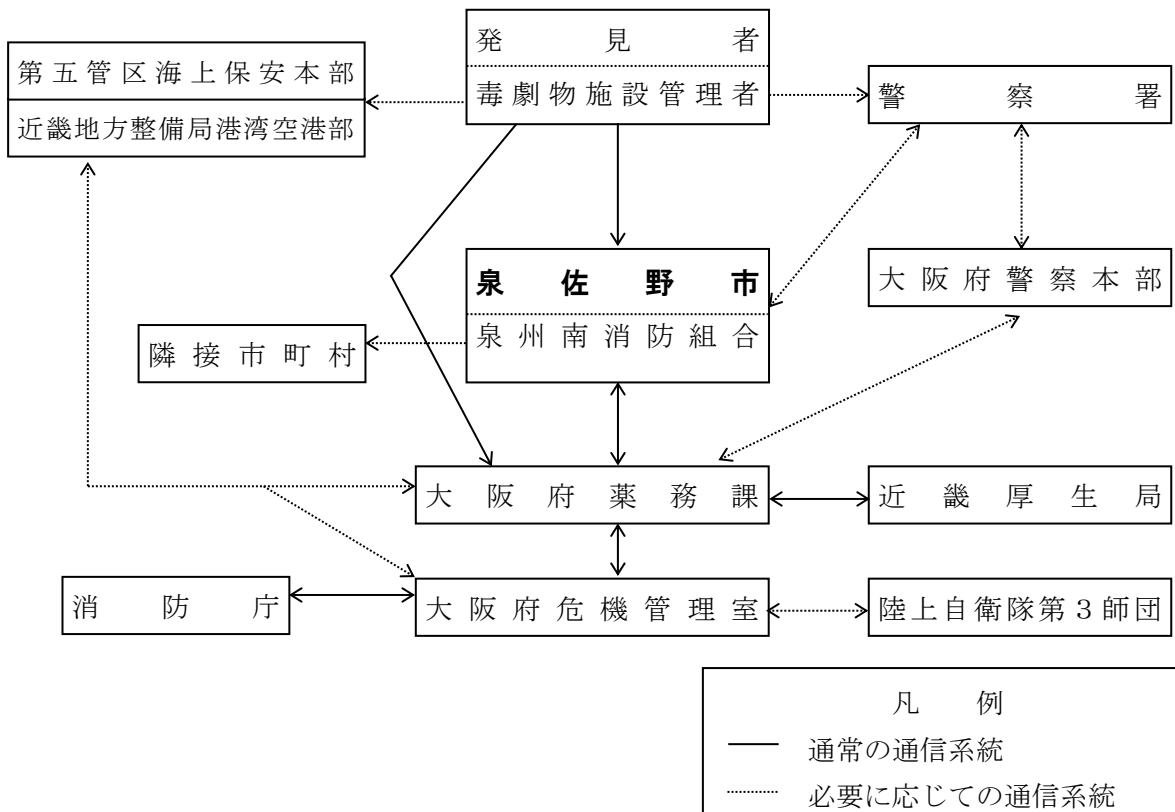 発見者
毒劇物施設管理者
第五管区海上保安本部
近畿地方整備局港湾空港部
警察署
泉佐野市
泉州南消防組合
大阪府警察本部
隣接市町村
大阪府薬務課
近畿厚生局
消防庁
大阪府危機管理室
陸上自衛隊第３師団
凡例
通常の通信系統
必要に応じての通信系統